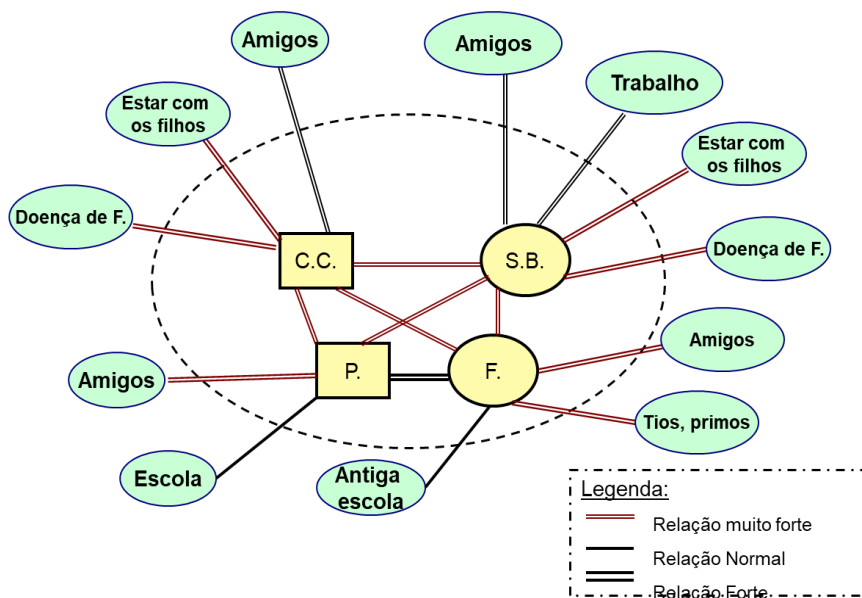 Amigos
Amigos
Trabalho
Estar com
os filhos
Estar com
os filhos
Doença de F.
C.C.
S.B.
Doença de F.
Amigos
P.
F.
Amigos
Tios, primos
Escola
Antiga
escola
Legenda:
Relação muito forte
Relação Normal
Relação Forte